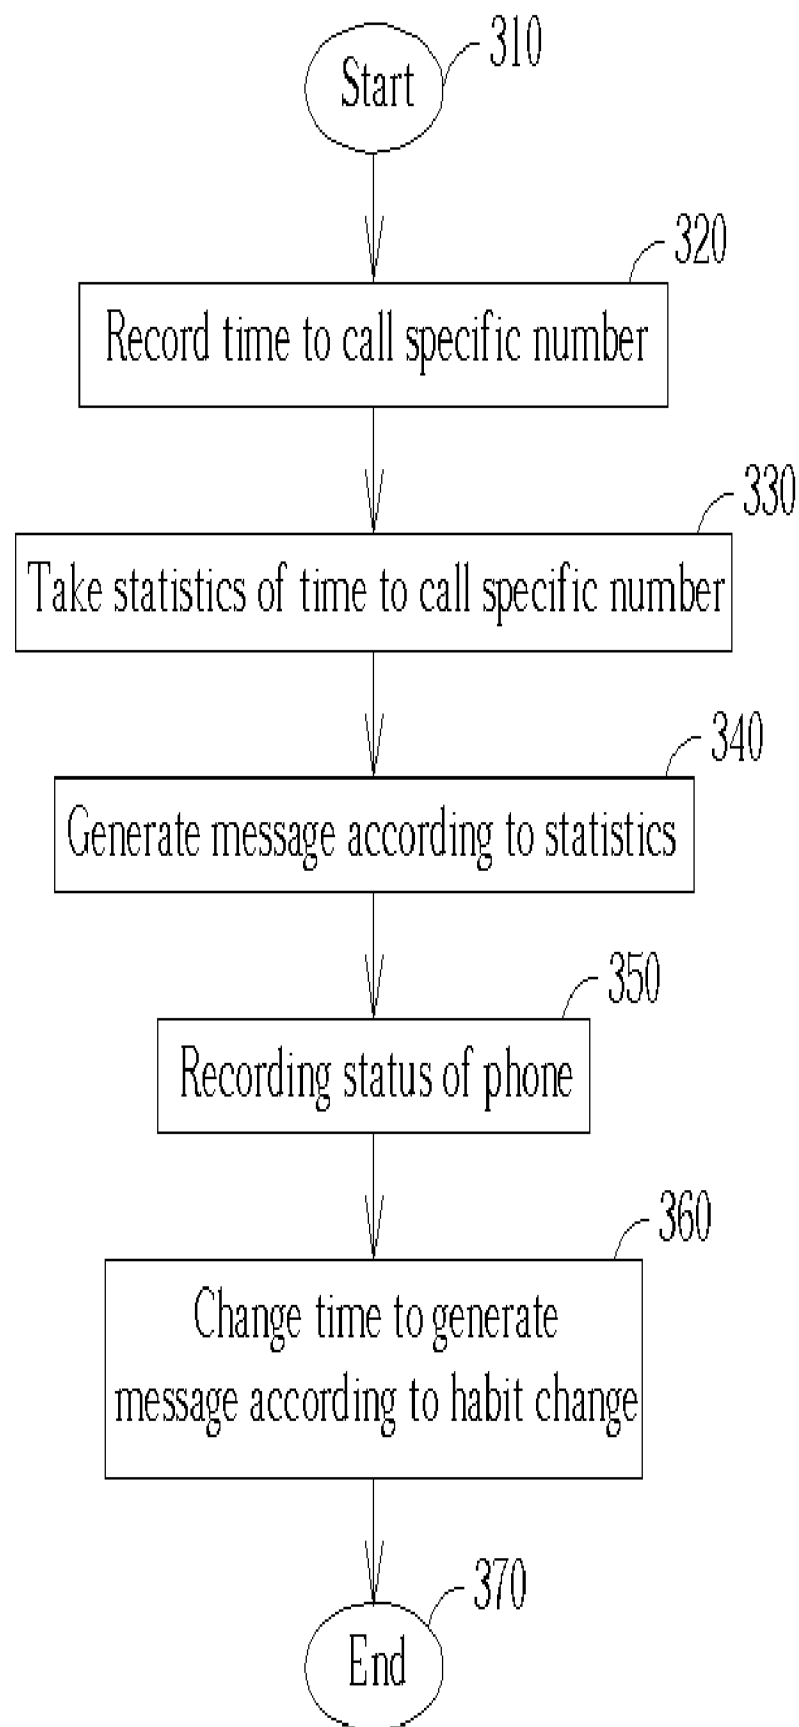 Start
310
320
Record time to call specific number
330
Take statistics of time to call specific number
340
Generate message according to statistics
350
Recording status of phone
360
Change time to generate
message according to habit change
370
End